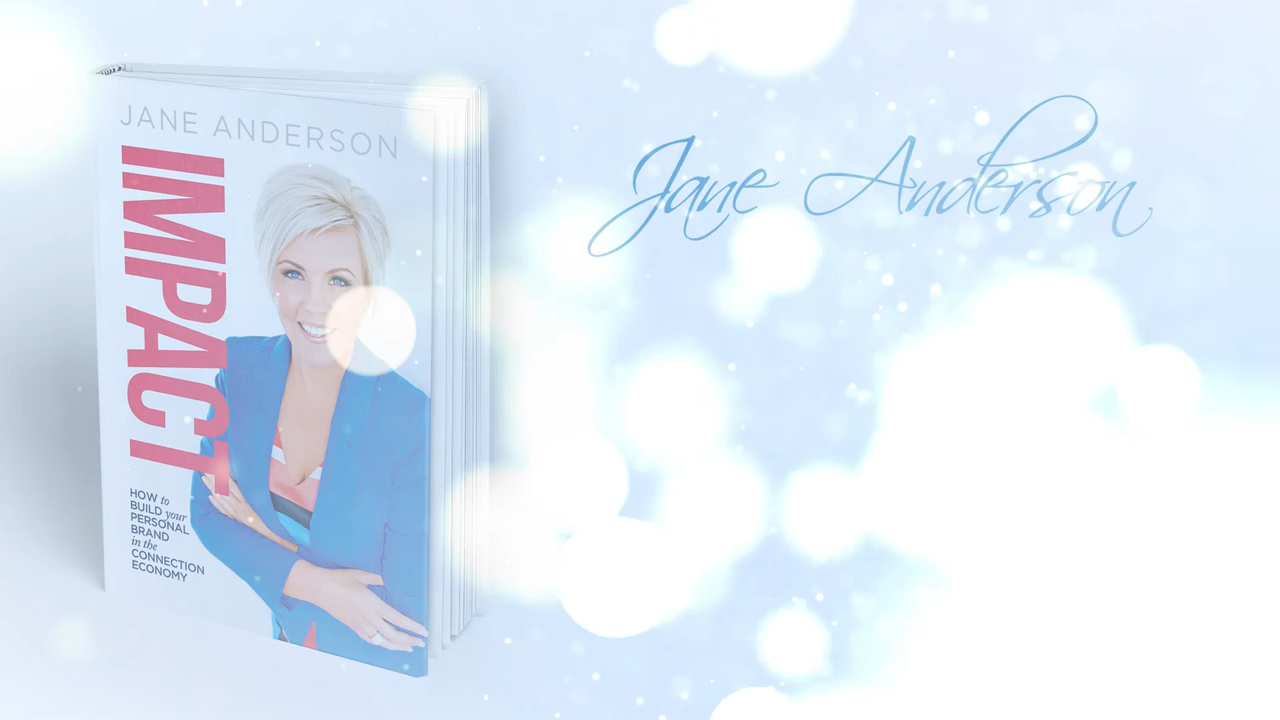 JANE ANDERSON
IMPACT
HOW to
BUILD your
PERSONAL
BRAND
in the
CONNECTION
ECONOMY
Jane Anderson